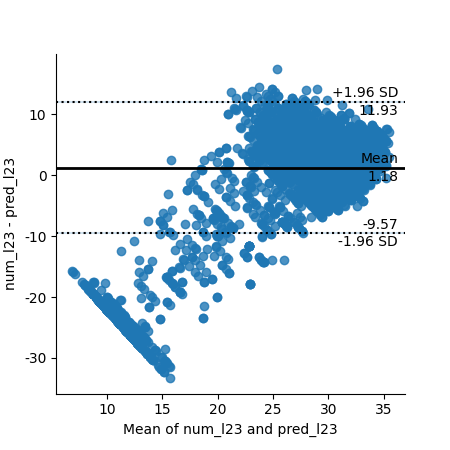 +1.96 SD
11.93
10
Mean
1.18
0
-9.57
-1.96 SD
-10
-20
-30
num_l23 - pred_l23
10 15 20 25 30 35
Mean of num_l23 and pred_l23